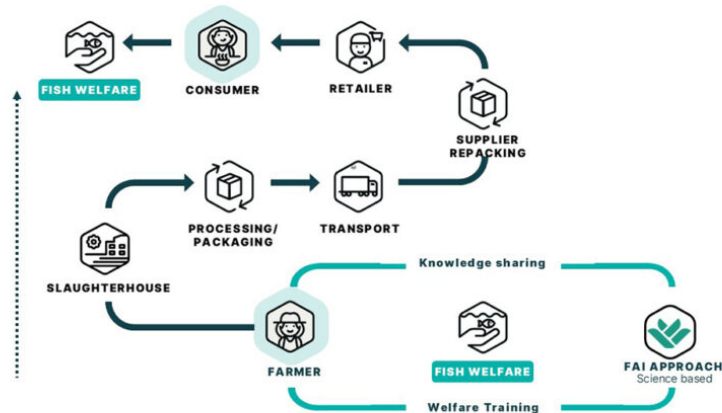 FISH WELFARE
CONSUMER
RETAILER
SUPPLIER
REPACKING
PROCESSING/
PACKAGING
TRANSPORT
SLAUGHTERHOUSE
Knowledge sharing
FARMER
FISH WELFARE
FAI APPROACH
Science based
Welfare Training